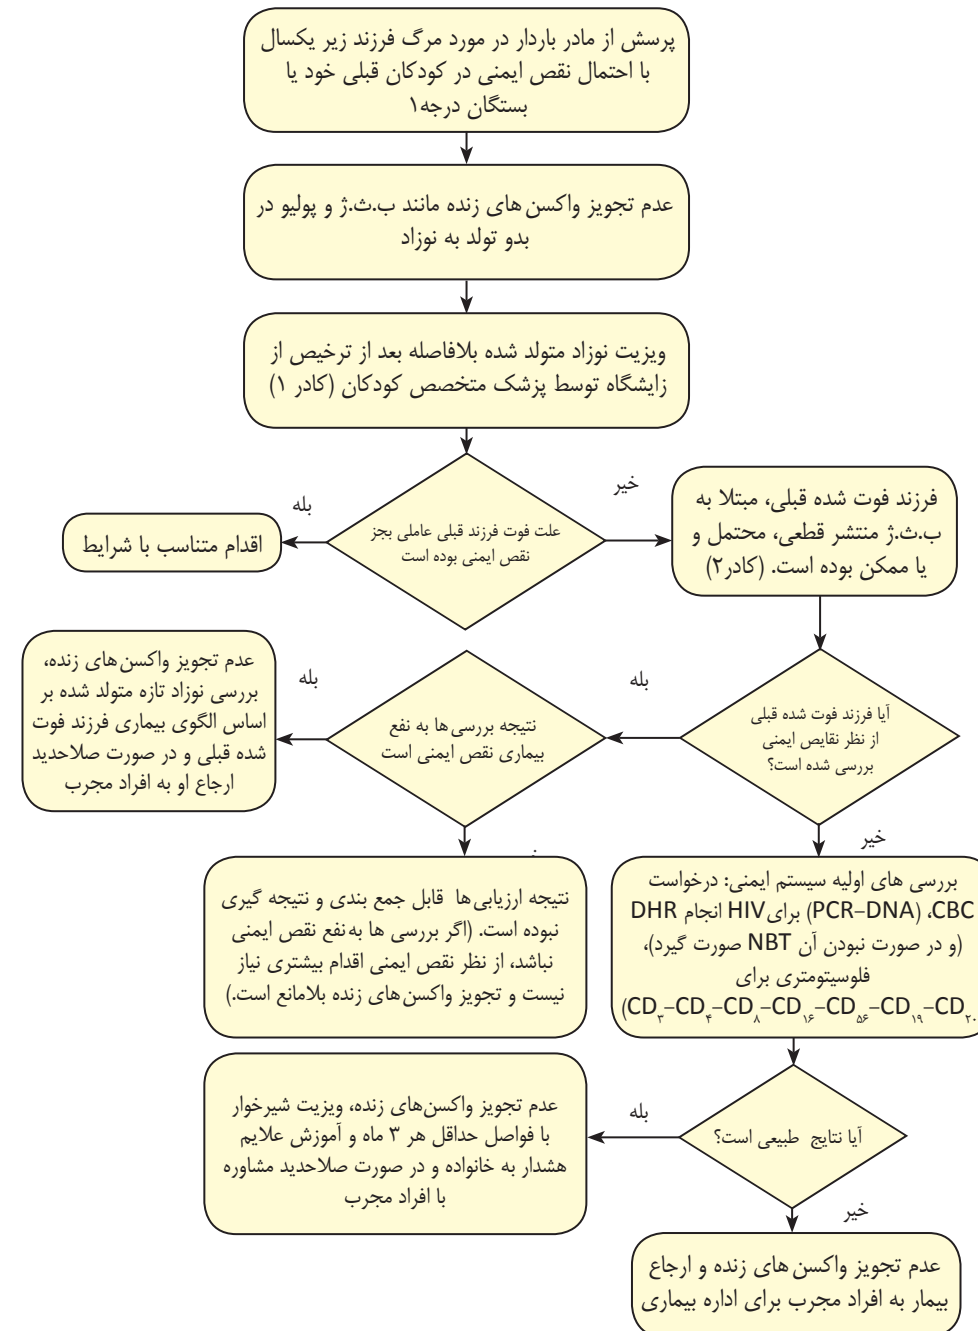 پرسش از مادر باردار در مورد مرگ فرزند زیر یکسال
با احتمال نقص ایمنی در کودکان قبلی خود یا
بستگان درجه۱
عدم تجویز واکسن های زنده مانند ب.ث.ژ و پولیو در
بدو تولد به نوزاد
ویزیت نوزاد متولد شده بلافاصله بعد از ترخیص از
زایشگاه توسط پزشک متخصص کودکان (کادر ۱)
علت فوت فرزند قبلی عاملی بجز
نقص ایمنی بوده است
بله
اقدام متناسب با شرایط
خیر
فرزند فوت شده قبلی، مبتلا به
ب.ث.ژ منتشر قطعی، محتمل و
یا ممکن بوده است. (کادر۲)
آیا فرزند فوت شده قبلی
از نظر نقایص ایمنی
بررسی شده است؟
بله
نتیجه بررسی ها به نفع
بیماری نقص ایمنی است
بله
عدم تجویز واکسن های زنده،
بررسی نوزاد تازه متولد شده بر
اساس الگوی بیماری فرزند فوت
شده قبلی و در صورت صلاحدید
ارجاع او به افراد مجرب
نتیجه ارزیابی‌ها قابل جمع بندی و نتیجه گیری
نبوده است. (اگر بررسی ها به‌نفع نقص ایمنی
نباشد، از نظر نقص ایمنی اقدام بیشتری نیاز
نیست و تجویز واکسن های زنده بلامانع است.)
خیر
بررسی های اولیه سیستم ایمنی: درخواست
CBC، (PCR-DNA) برای HIV انجام DHR
(و در صورت نبودن آن NBT صورت گیرد)،
فلوسیتومتری برای
(CD₃-CD₄-CD₈-CD₁₆-CD₅₆-CD₁₉-CD₂₀
آیا نتایج طبیعی است؟
بله
عدم تجویز واکسن‌های زنده، ویزیت شیرخوار
با فواصل حداقل هر ۳ ماه و آموزش علایم
هشدار به خانواده و در صورت صلاحدید مشاوره
با افراد مجرب
خیر
عدم تجویز واکسن های زنده و ارجاع
بیمار به افراد مجرب برای اداره بیماری